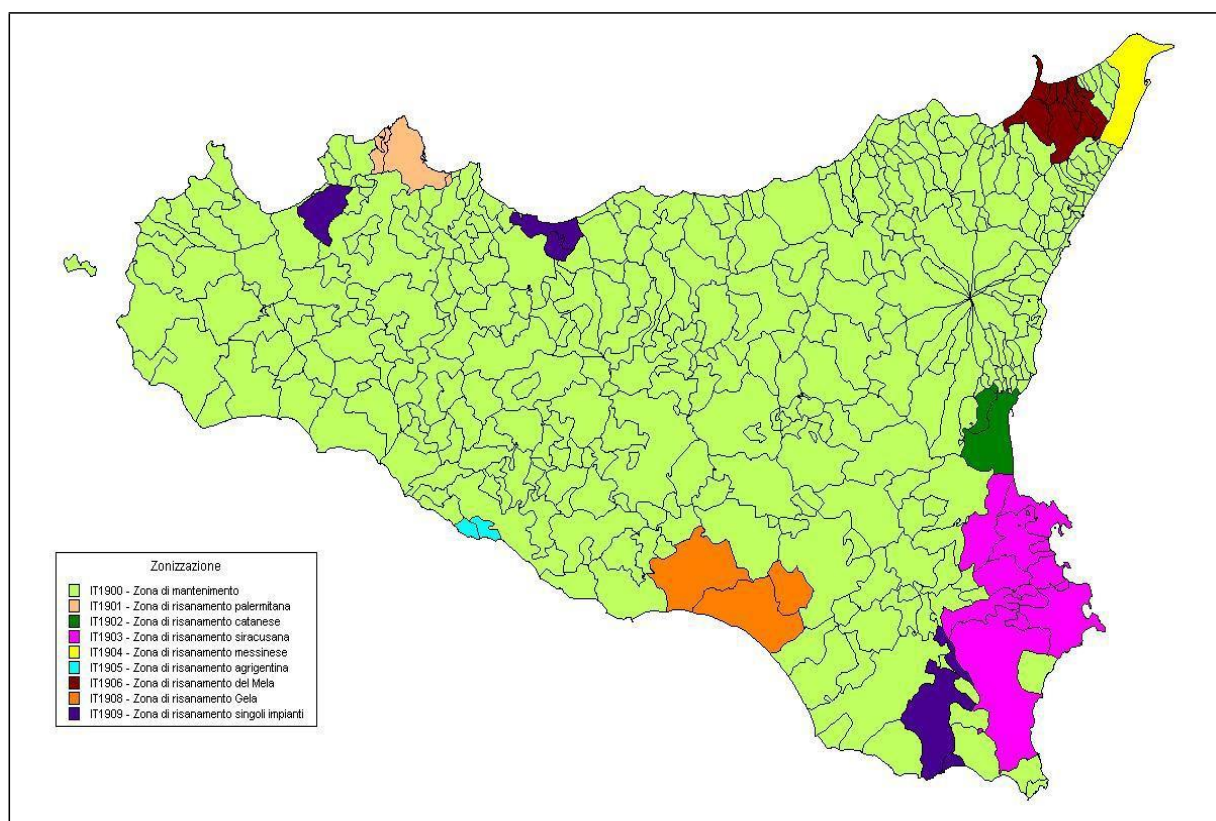 Zonizzazione
IT1900 - Zona di mantenimento
IT1901 - Zona di risanamento palermitana
IT1902 - Zona di risanamento catanese
IT1903 - Zona di risanamento siracusana
IT1904 - Zona di risanamento messinese
IT1905 - Zona di risanamento agrigentina
IT1906 - Zona di risanamento del Mela
IT1908 - Zona di risanamento Gela
IT1909 - Zona di risanamento singoli impianti